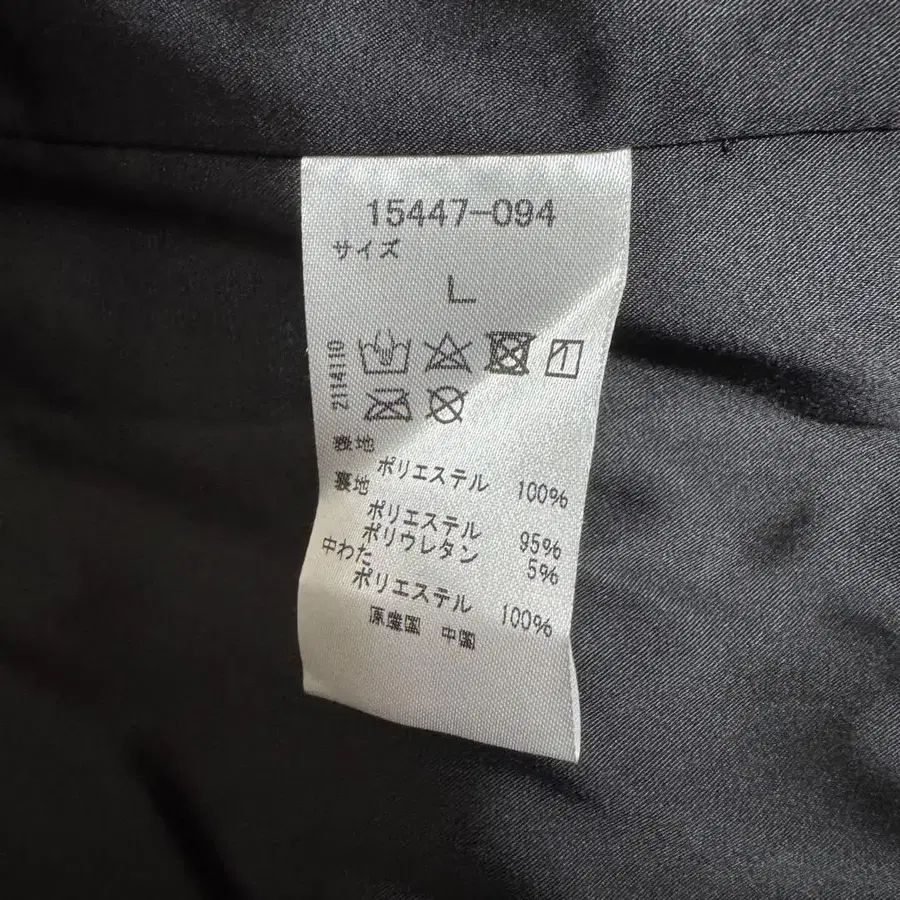 15447-094
サイズ
L
2114110
表地
ポリエステル 100%
裏地
ポリエステル 95%
ポリウレタン 5%
中わた
ポリエステル 100%
原産国 中国